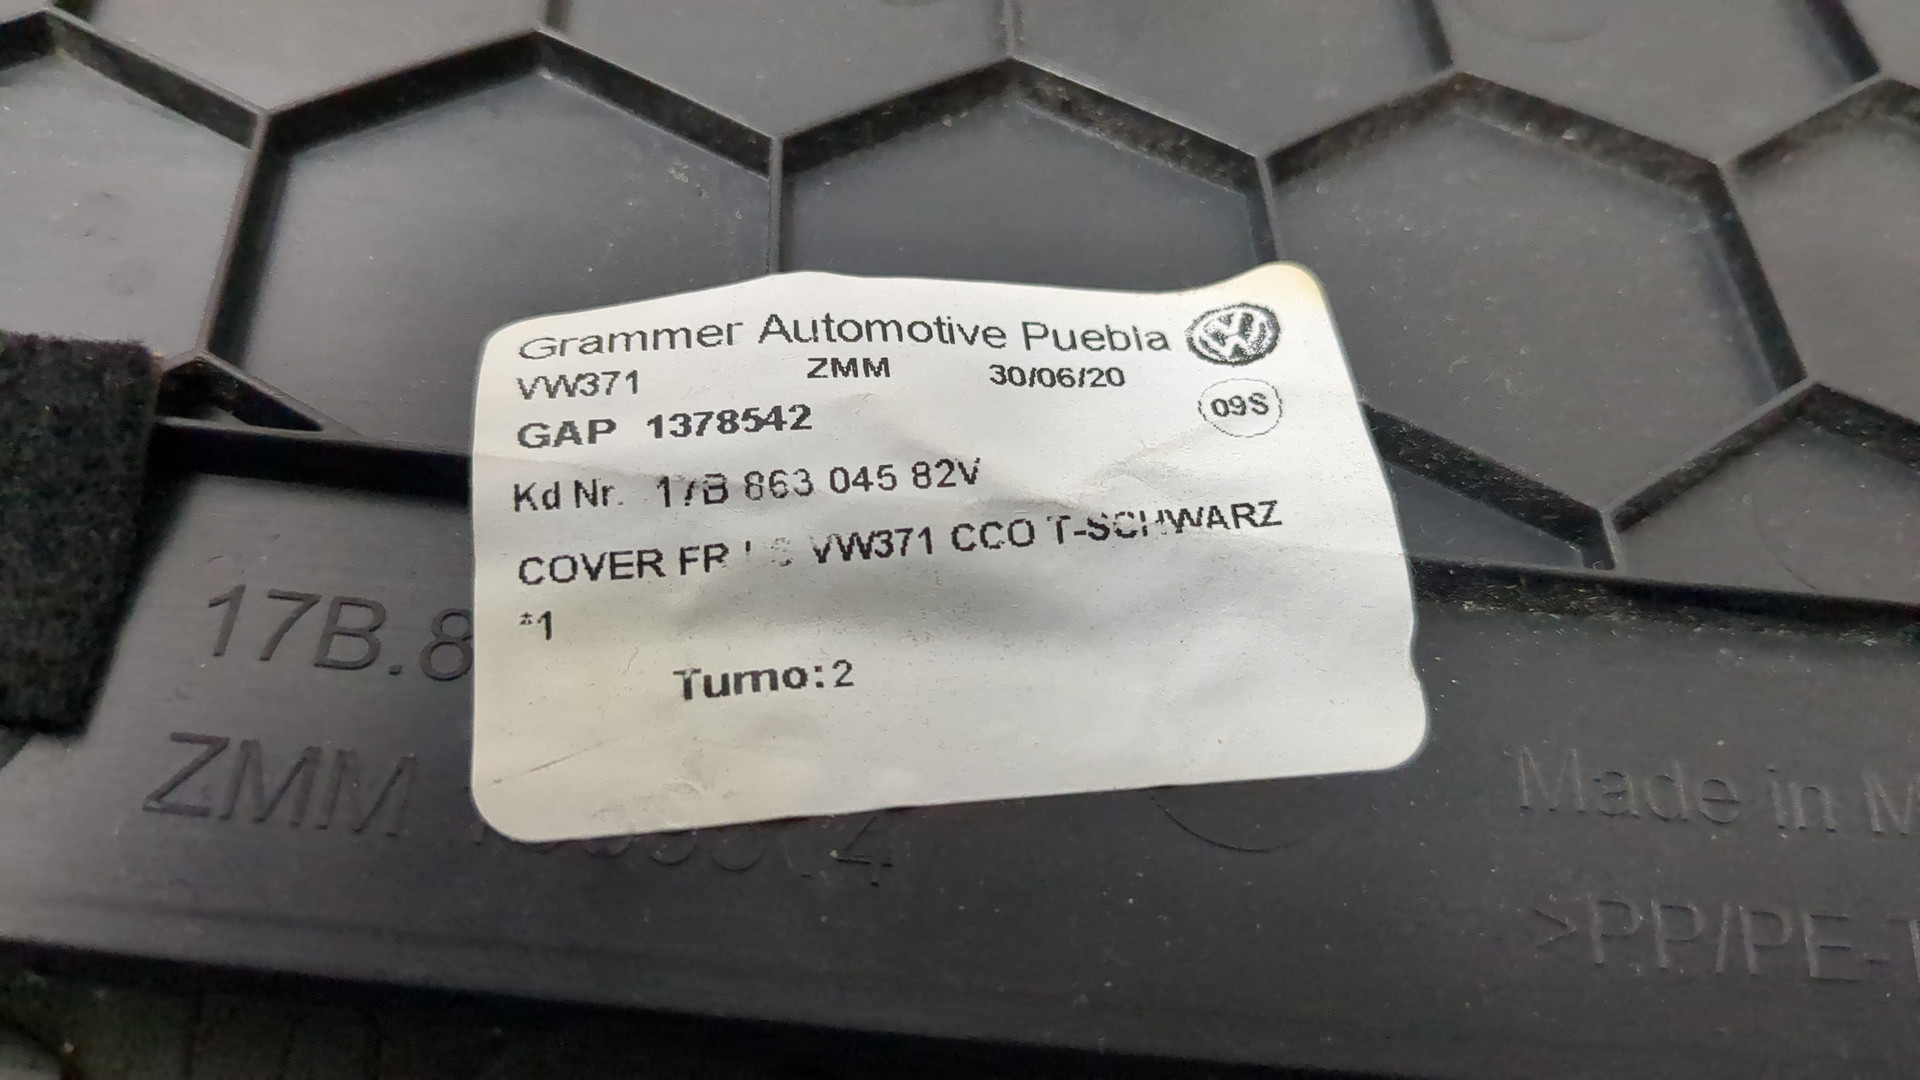 Grammer Automotive Puebla
VW371 ZMM 30/06/20
GAP 1378542 09S
Kd Nr. 17B 863 045 82V
COVER FR VW371 CCO T-SCHWARZ
*1
Turno:2
17B.8
ZMM
Made in M
>PP/PE-